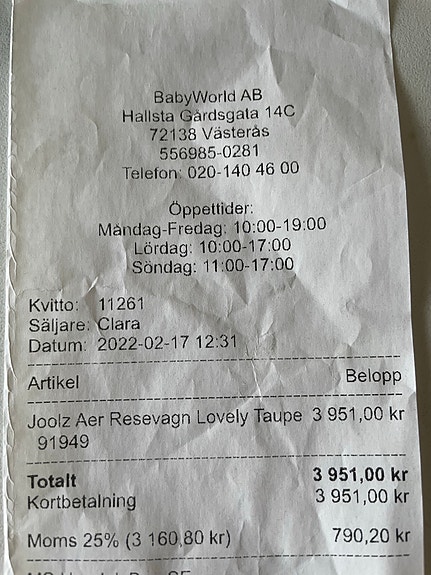 BabyWorld AB
Hallsta Gårdsgata 14C
72138 Västerås
556985-0281
Telefon: 020-140 46 00
Öppettider:
Måndag-Fredag: 10:00-19:00
Lördag: 10:00-17:00
Söndag: 11:00-17:00
Kvitto: 11261
Säljare: Clara
Datum: 2022-02-17 12:31
Artikel Belopp
Joolz Aer Resevagn Lovely Taupe 3 951,00 kr
91949
Totalt 3 951,00 kr
Kortbetalning 3 951,00 kr
Moms 25% (3 160,80 kr) 790,20 kr